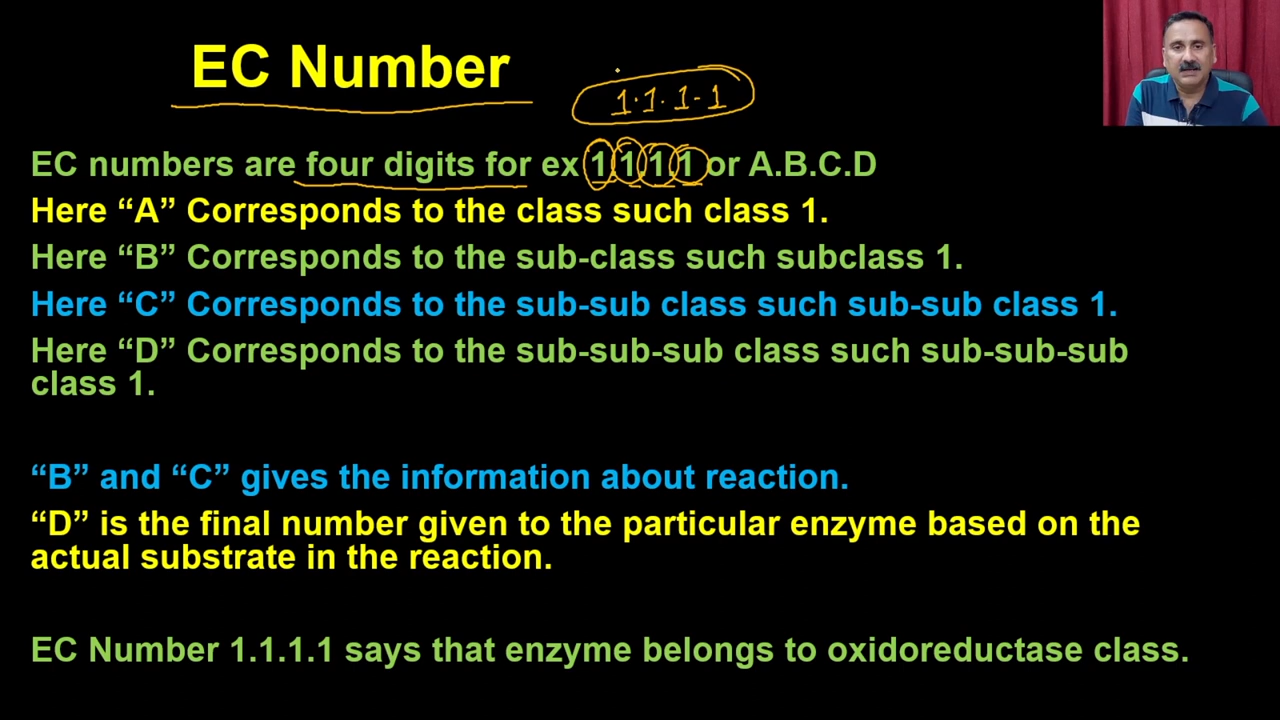 EC Number
1.1.1.1
EC numbers are four digits for ex 1.1.1.1 or A.B.C.D
Here “A” Corresponds to the class such class 1.
Here “B” Corresponds to the sub-class such subclass 1.
Here “C” Corresponds to the sub-sub class such sub-sub class 1.
Here “D” Corresponds to the sub-sub-sub class such sub-sub-sub
class 1.
“B” and “C” gives the information about reaction.
“D” is the final number given to the particular enzyme based on the
actual substrate in the reaction.
EC Number 1.1.1.1 says that enzyme belongs to oxidoreductase class.